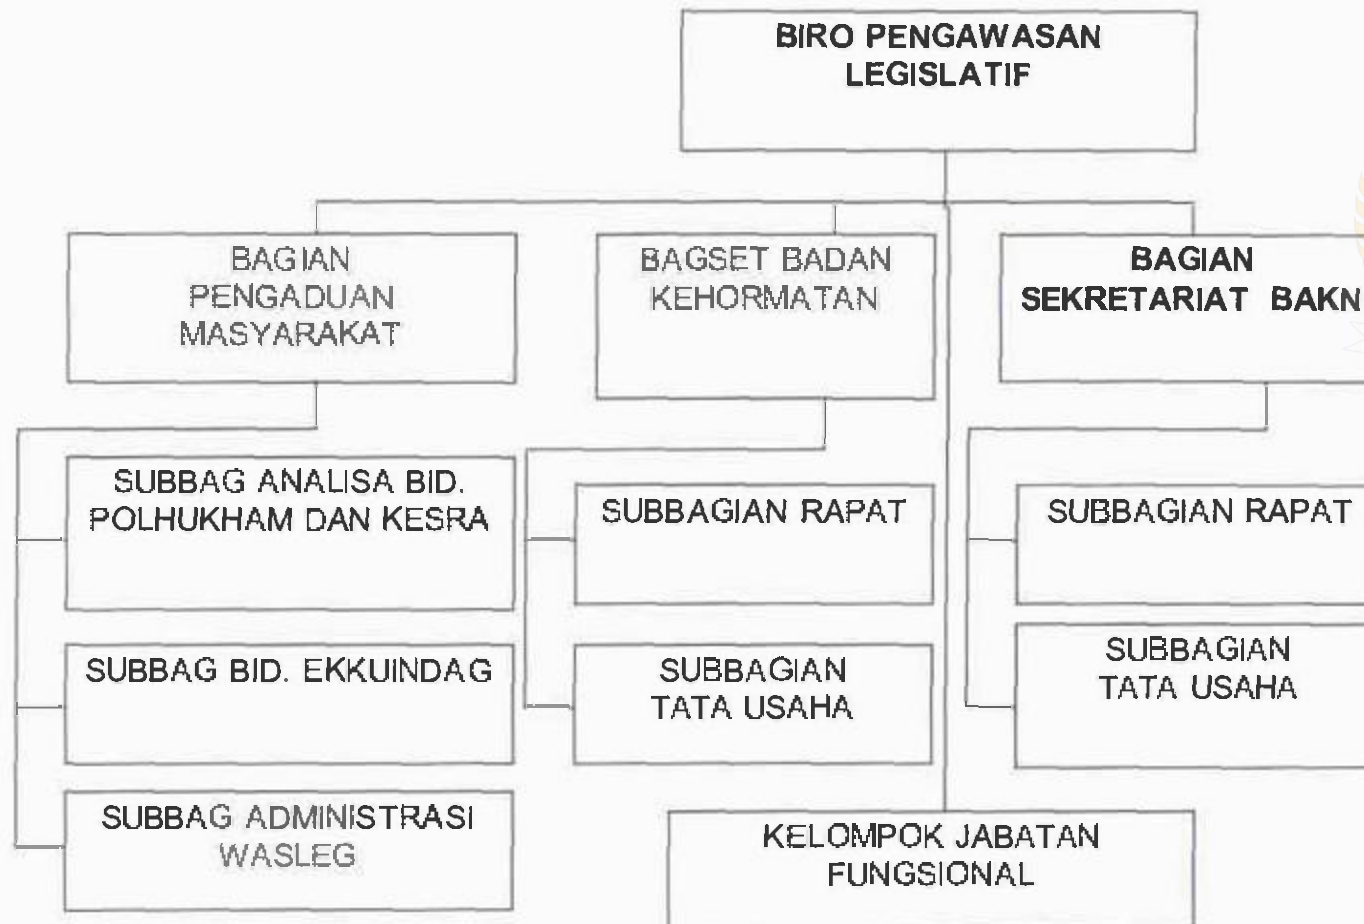 BIRO PENGAWASAN
LEGISLATIF
BAGIAN
PENGADUAN
MASYARAKAT
BAGSET BADAN
KEHORMATAN
BAGIAN
SEKRETARIAT BAKN
SUBBAG ANALISA BID.
POLHUKHAM DAN KESRA
SUBBAG BID. EKKUINDAG
SUBBAG ADMINISTRASI
WASLEG
SUBBAGIAN RAPAT
SUBBAGIAN
TATA USAHA
SUBBAGIAN RAPAT
SUBBAGIAN
TATA USAHA
KELOMPOK JABATAN
FUNGSIONAL